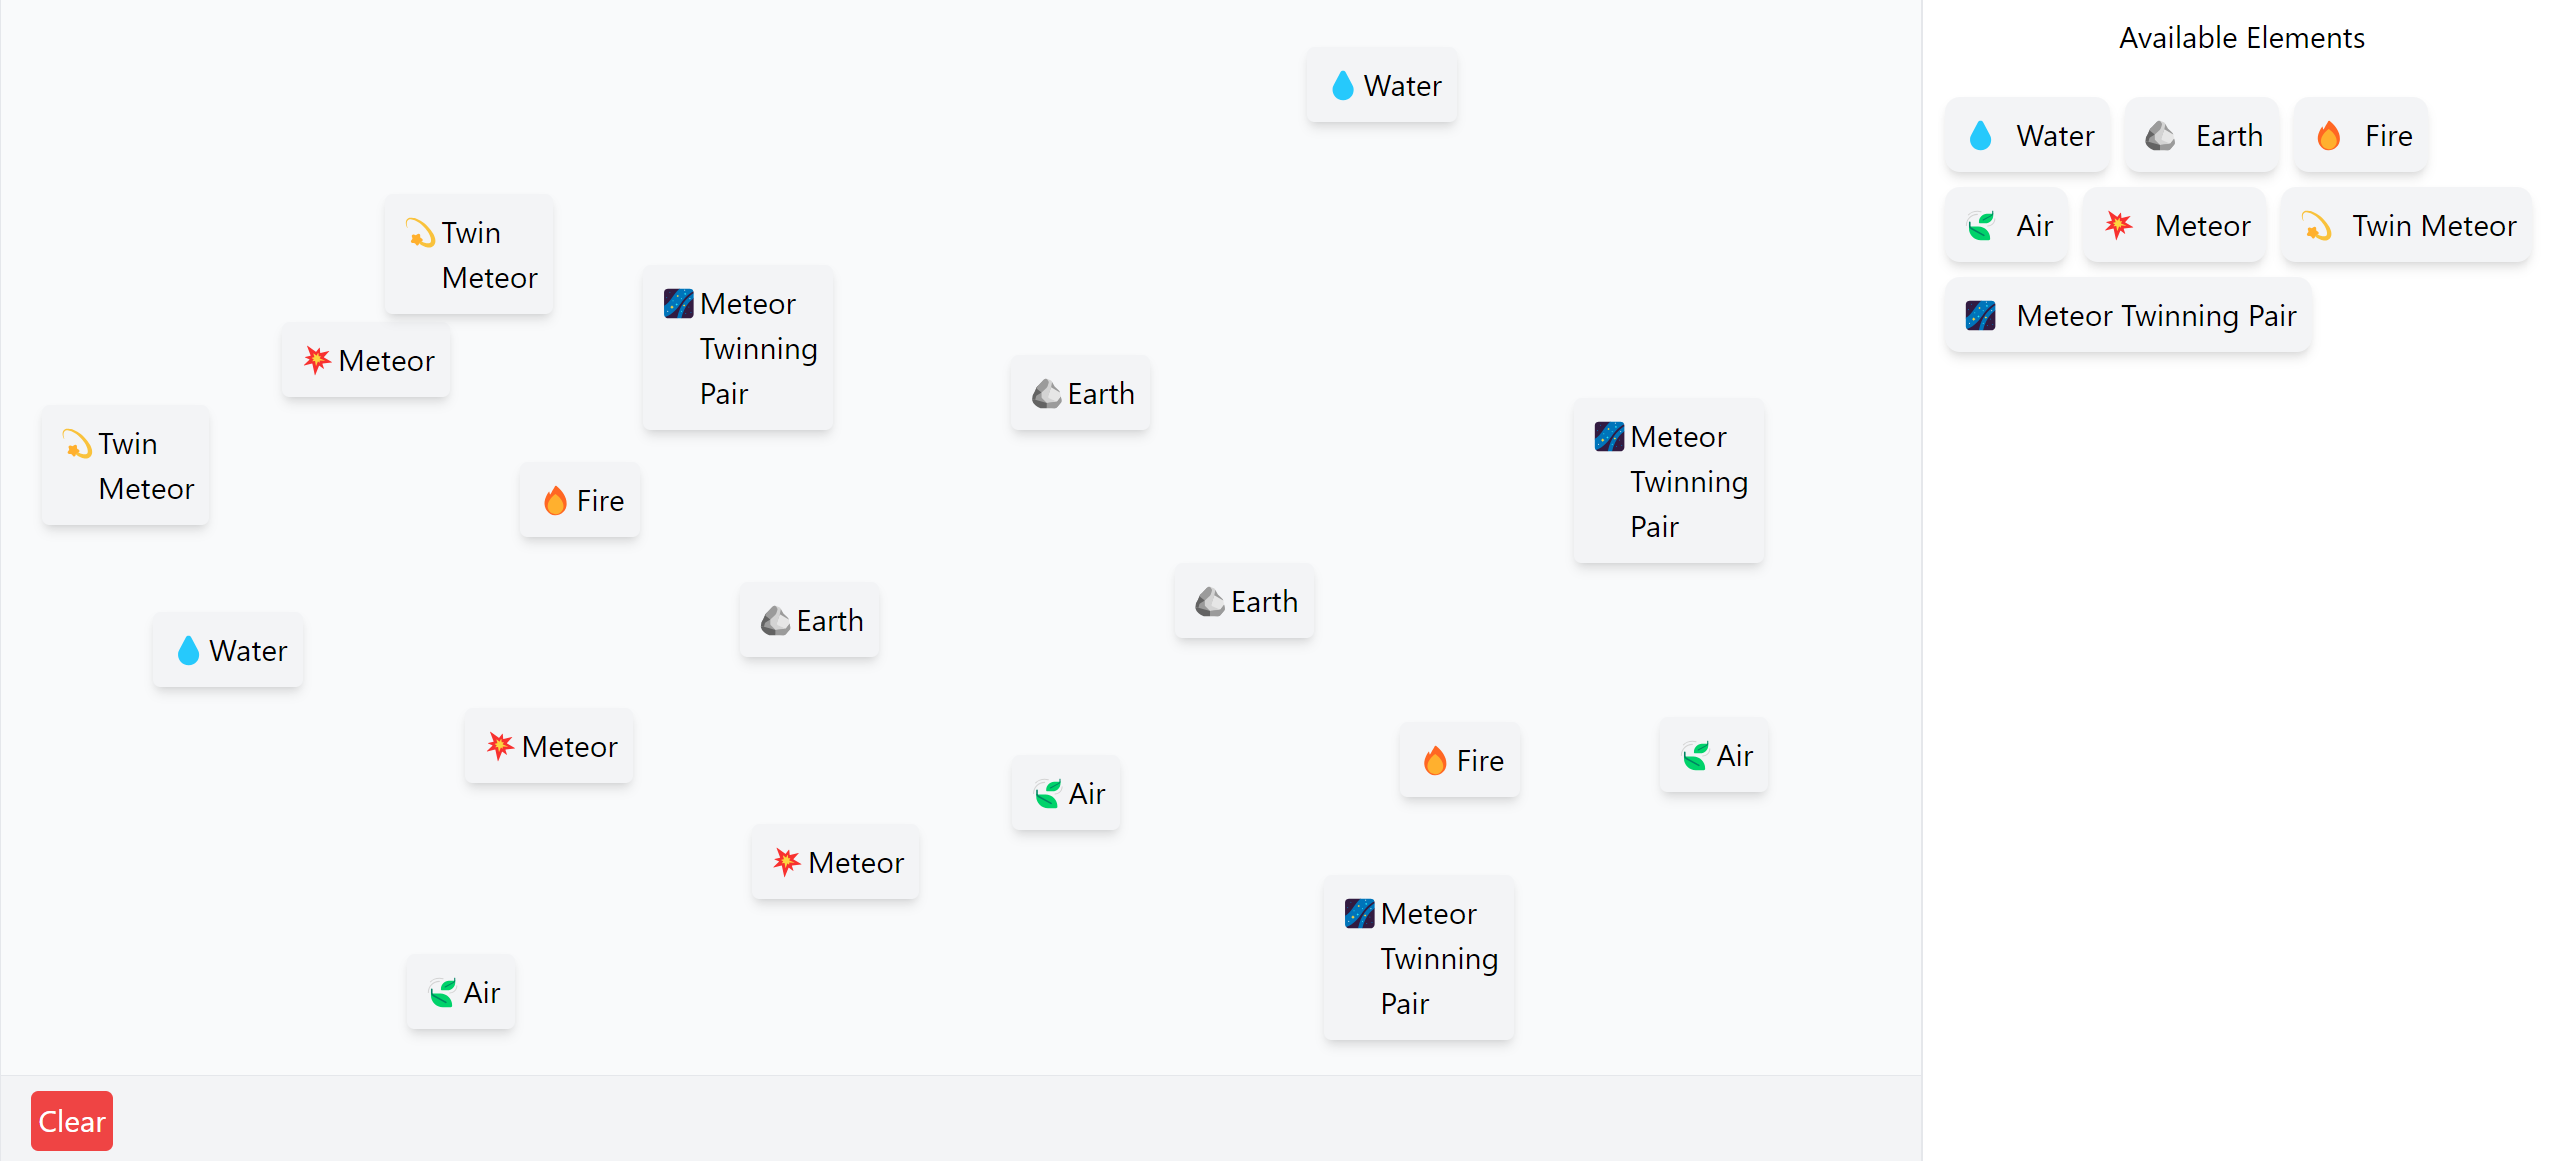 Water
Twin
Meteor
Meteor
Twinning
Pair
Meteor
Earth
Twin
Meteor
Meteor
Twinning
Pair
Fire
Earth
Earth
Water
Meteor
Fire
Air
Air
Meteor
Meteor
Twinning
Pair
Air
Clear
Available Elements
Water
Earth
Fire
Air
Meteor
Twin Meteor
Meteor Twinning Pair